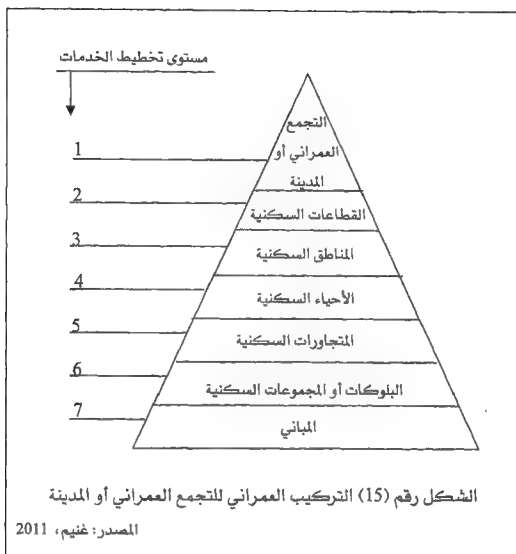 مستوى تخطيط الخدمات
التجمع
العمراني أو
المدينة
1
القطاعات السكنية
2
المناطق السكنية
3
الأحياء السكنية
4
المتجاورات السكنية
5
البلوكات أو المجموعات السكنية
6
المباني
7
الشكل رقم (15) التركيب العمراني للتجمع العمراني أو المدينة
المصدر: غنيم، 2011